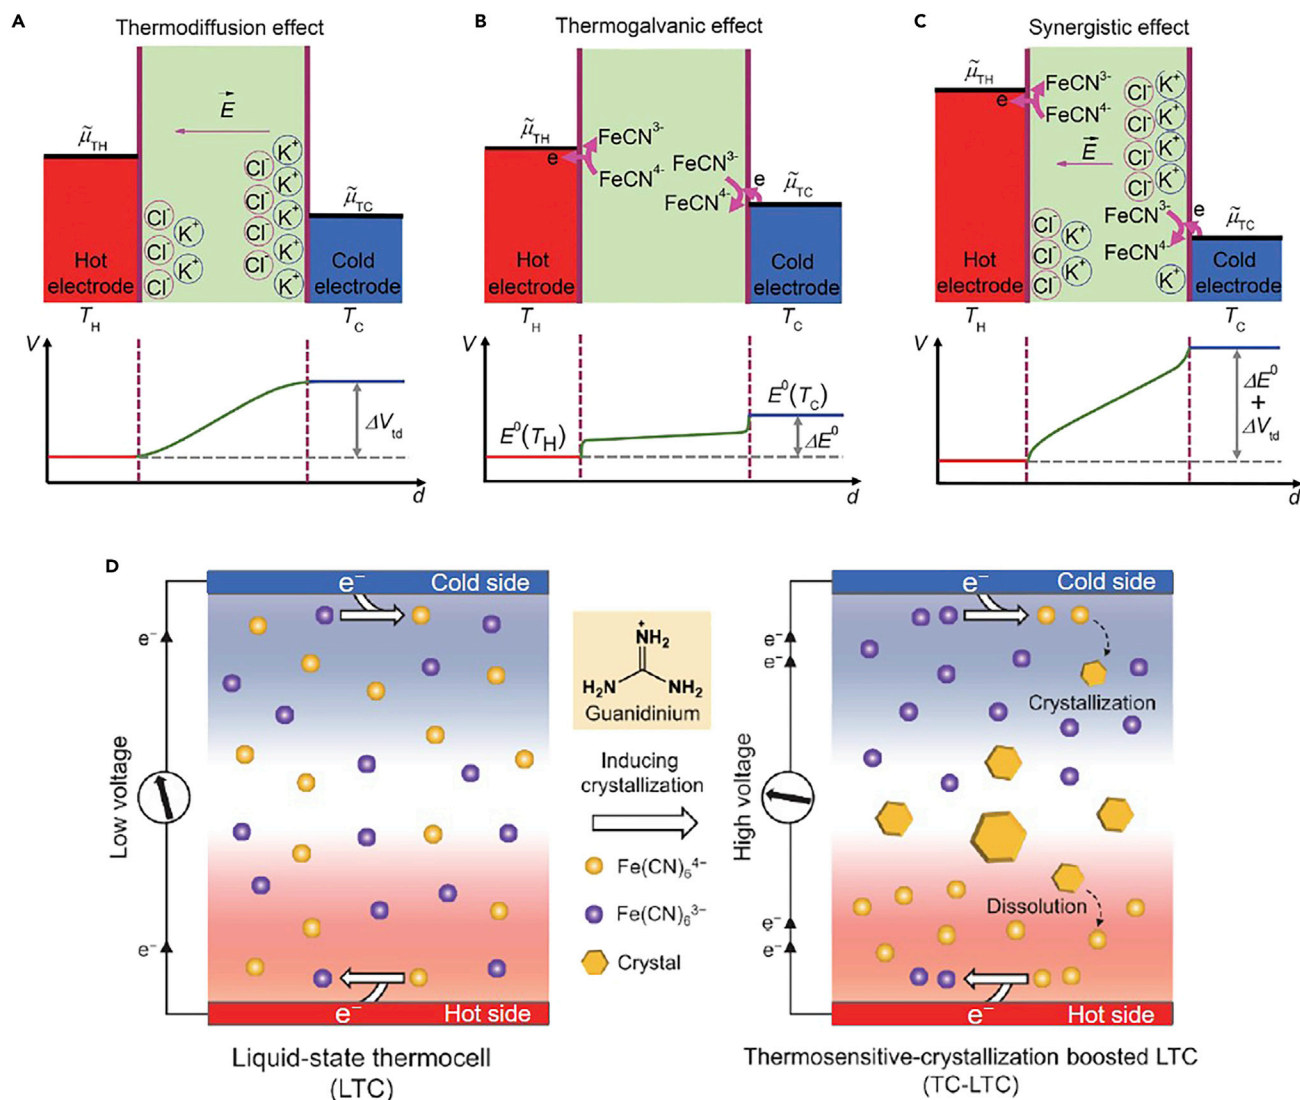 A
Thermodiffusion effect
μ̃TH
E⃗
Cl⁻ Cl⁻ Cl⁻ K⁺ K⁺
Cl⁻ Cl⁻ Cl⁻ Cl⁻ K⁺ K⁺ K⁺ K⁺ K⁺
μ̃TC
Hot
electrode
Cold
electrode
TH
TC
V
ΔVtd
d
B
Thermogalvanic effect
μ̃TH
e
FeCN³⁻
FeCN⁴⁻
FeCN³⁻
FeCN⁴⁻
e
μ̃TC
Hot
electrode
Cold
electrode
TH
TC
V
E⁰(TH)
E⁰(TC)
ΔE⁰
d
C
Synergistic effect
μ̃TH
e
FeCN³⁻
FeCN⁴⁻
Cl⁻ Cl⁻ Cl⁻ Cl⁻ Cl⁻ K⁺ K⁺ K⁺ K⁺ K⁺
E⃗
Cl⁻ Cl⁻ Cl⁻ Cl⁻ K⁺ K⁺
FeCN³⁻
FeCN⁴⁻
e
K⁺
μ̃TC
Hot
electrode
Cold
electrode
TH
TC
V
ΔE⁰
+
ΔVtd
d
D
e⁻ Cold side
e⁻
Low voltage
e⁻
e⁻ Hot side
Liquid-state thermocell
(LTC)
+
NH₂
H₂N
NH₂
Guanidinium
Inducing
crystallization
Fe(CN)₆⁴⁻
Fe(CN)₆³⁻
Crystal
e⁻ Cold side
e⁻
e⁻
Crystallization
High voltage
Dissolution
e⁻
e⁻
e⁻ Hot side
Thermosensitive-crystallization boosted LTC
(TC-LTC)